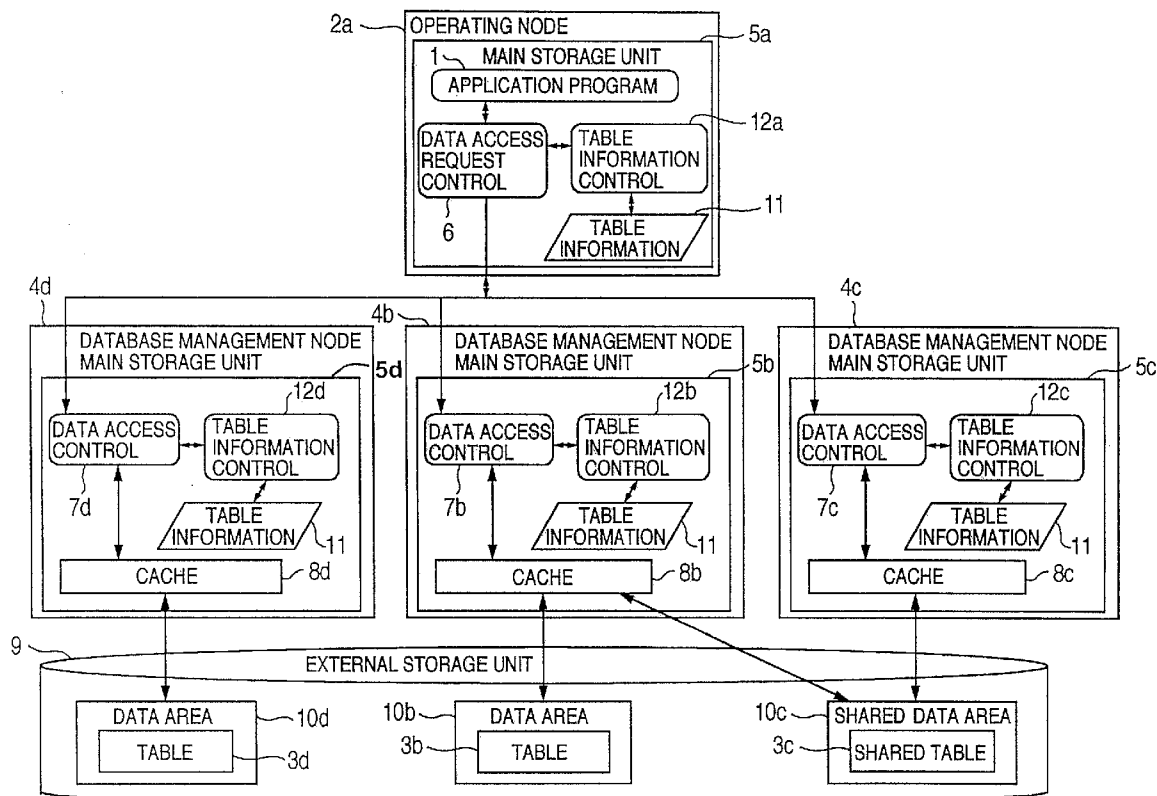 2a
OPERATING NODE
5a
1
MAIN STORAGE UNIT
APPLICATION PROGRAM
12a
DATA ACCESS
REQUEST
CONTROL
TABLE
INFORMATION
CONTROL
6
11
TABLE
INFORMATION
4d
DATABASE MANAGEMENT NODE
MAIN STORAGE UNIT
5d
12d
DATA ACCESS
CONTROL
TABLE
INFORMATION
CONTROL
7d
TABLE
INFORMATION
11
CACHE
8d
4b
DATABASE MANAGEMENT NODE
MAIN STORAGE UNIT
5b
12b
DATA ACCESS
CONTROL
TABLE
INFORMATION
CONTROL
7b
TABLE
INFORMATION
11
CACHE
8b
4c
DATABASE MANAGEMENT NODE
MAIN STORAGE UNIT
5c
12c
DATA ACCESS
CONTROL
TABLE
INFORMATION
CONTROL
7c
TABLE
INFORMATION
11
CACHE
8c
9
EXTERNAL STORAGE UNIT
DATA AREA
10d
TABLE
3d
10b
DATA AREA
3b
TABLE
10c
SHARED DATA AREA
3c
SHARED TABLE